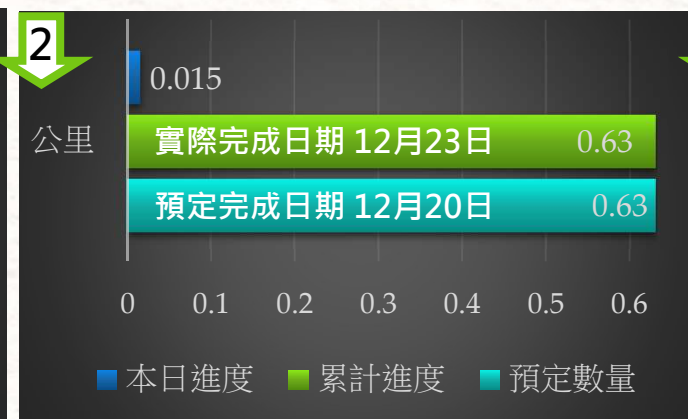 2
0.015
公里
實際完成日期 12月23日 0.63
預定完成日期 12月20日 0.63
0 0.1 0.2 0.3 0.4 0.5 0.6
本日進度 累計進度 預定數量